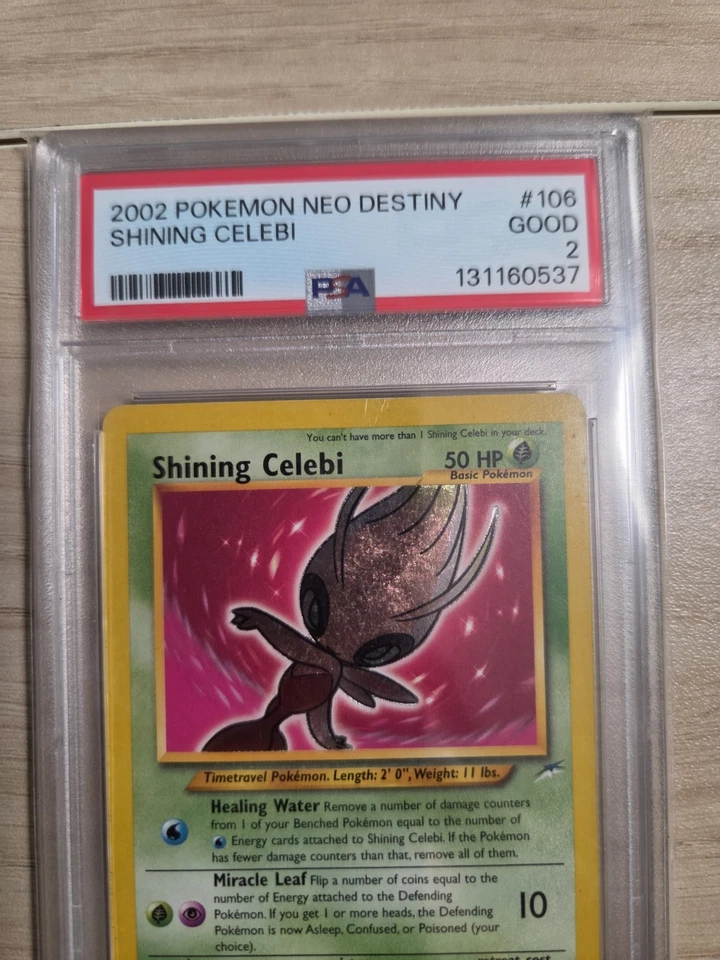 2002 POKEMON NEO DESTINY #106
SHINING CELEBI GOOD
2
PSA 131160537
You can't have more than 1 Shining Celebi in your deck.
Shining Celebi 50 HP
Basic Pokémon
Timetravel Pokémon. Length: 2' 0", Weight: 11 lbs.
Healing Water Remove a number of damage counters
from 1 of your Benched Pokémon equal to the number of
Energy cards attached to Shining Celebi. If the Pokémon
has fewer damage counters than that, remove all of them.
Miracle Leaf Flip a number of coins equal to the
number of Energy attached to the Defending
Pokémon. If you get 1 or more heads, the Defending 10
Pokémon is now Asleep, Confused, or Poisoned (your
choice).
retreat cost